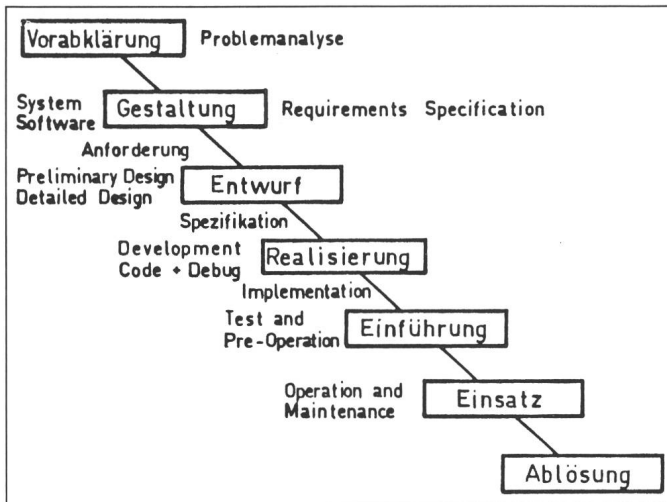 Vorabklärung Problemanalyse
System
Software
Gestaltung Requirements Specification
Anforderung
Preliminary Design
Detailed Design
Entwurf
Spezifikation
Development
Code + Debug
Realisierung
Implementation
Test and
Pre-Operation
Einführung
Operation and
Maintenance
Einsatz
Ablösung